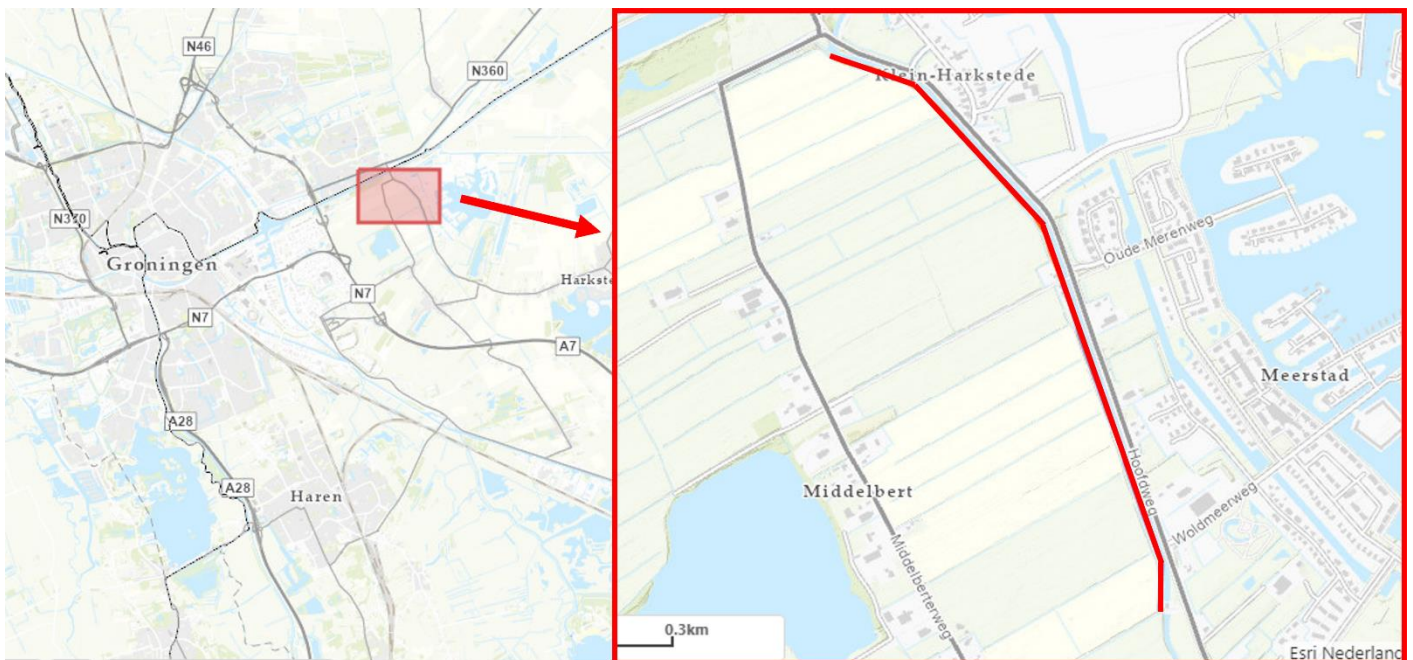 N46
N360
N370
Groningen
N7
N7
A7
Harkste
A28
A28
Haren
Klein-Harkstede
Oude Merenweg
Meerstad
Hoofdweg
Woldmeerweg
Middelbert
Middelberterweg
0.3km
Esri Nederland